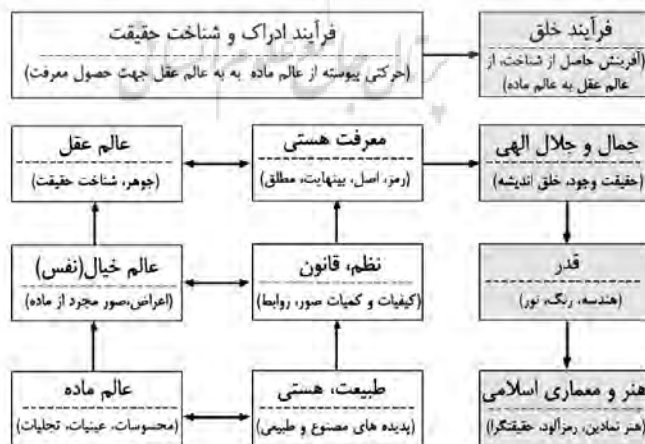 فرآیند خلق
(آفرینش حاصل از شناخت، از
عالم عقل به عالم ماده)
فرآیند ادراک و شناخت حقیقت
(حرکتی پیوسته از عالم ماده به به عالم عقل جهت حصول معرفت)
جمال و جلال الهی
(حقیقت وجود، خلق اندیشه)
معرفت هستی
(رمز، اصل، بینهایت، مطلق)
عالم عقل
(جوهر، شناخت حقیقت)
قدر
(هندسه، رنگ، نور)
نظم، قانون
(کیفیات و کمیات صور، روابط)
عالم خیال(نفس)
(اعراض،صور مجرد از ماده)
هنر و معماری اسلامی
(هنر نمادین، رمزآلود، حقیقتگرا)
طبیعت، هستی
(پدیده های مصنوع و طبیعی)
عالم ماده
(محسوسات، عینیات، تجلیات)